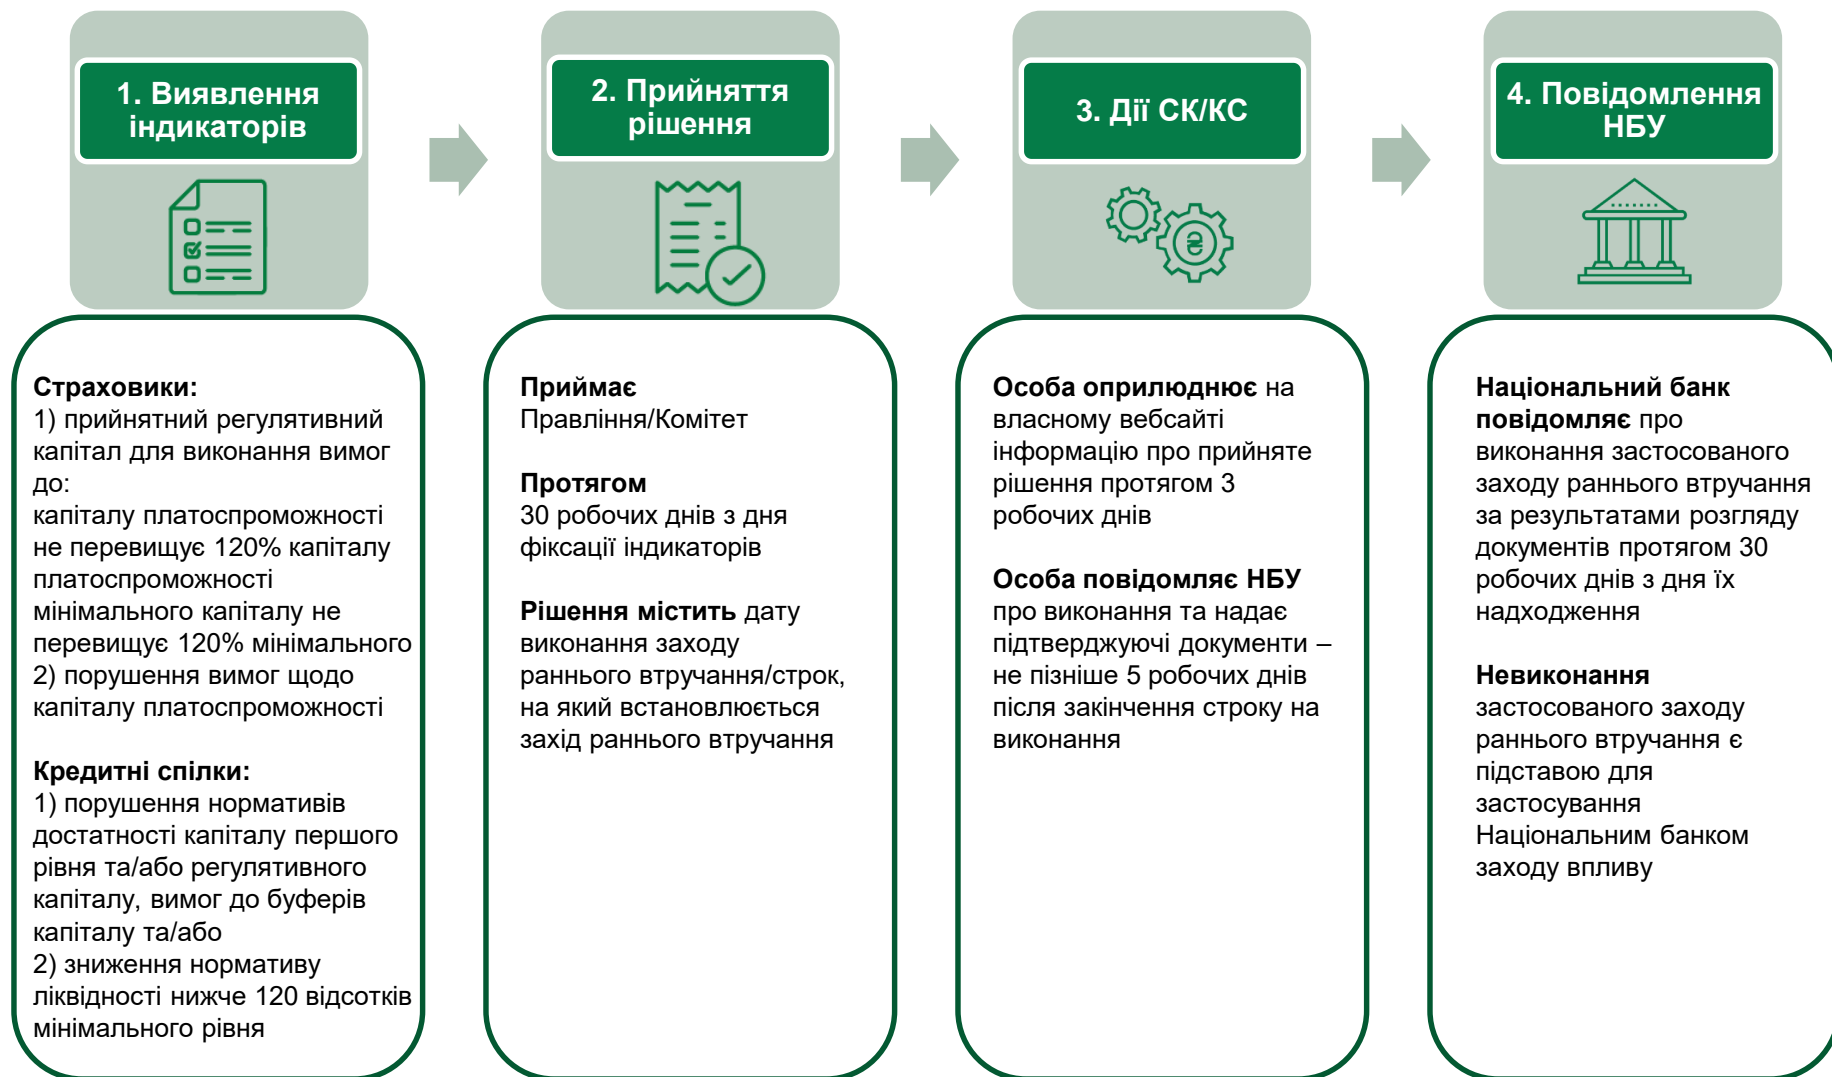 1. Виявлення
індикаторів
2. Прийняття
рішення
3. Дії СК/КС
4. Повідомлення
НБУ
Страховики:
1) прийнятний регулятивний
капітал для виконання вимог
до:
капіталу платоспроможності
не перевищує 120% капіталу
платоспроможності
мінімального капіталу не
перевищує 120% мінімального
2) порушення вимог щодо
капіталу платоспроможності
Кредитні спілки:
1) порушення нормативів
достатності капіталу першого
рівня та/або регулятивного
капіталу, вимог до буферів
капіталу та/або
2) зниження нормативу
ліквідності нижче 120 відсотків
мінімального рівня
Приймає
Правління/Комітет
Протягом
30 робочих днів з дня
фіксації індикаторів
Рішення містить дату
виконання заходу
раннього втручання/строк,
на який встановлюється
захід раннього втручання
Особа оприлюднює на
власному вебсайті
інформацію про прийняте
рішення протягом 3
робочих днів
Особа повідомляє НБУ
про виконання та надає
підтверджуючі документи –
не пізніше 5 робочих днів
після закінчення строку на
виконання
Національний банк
повідомляє про
виконання застосованого
заходу раннього втручання
за результатами розгляду
документів протягом 30
робочих днів з дня їх
надходження
Невиконання
застосованого заходу
раннього втручання є
підставою для
застосування
Національним банком
заходу впливу